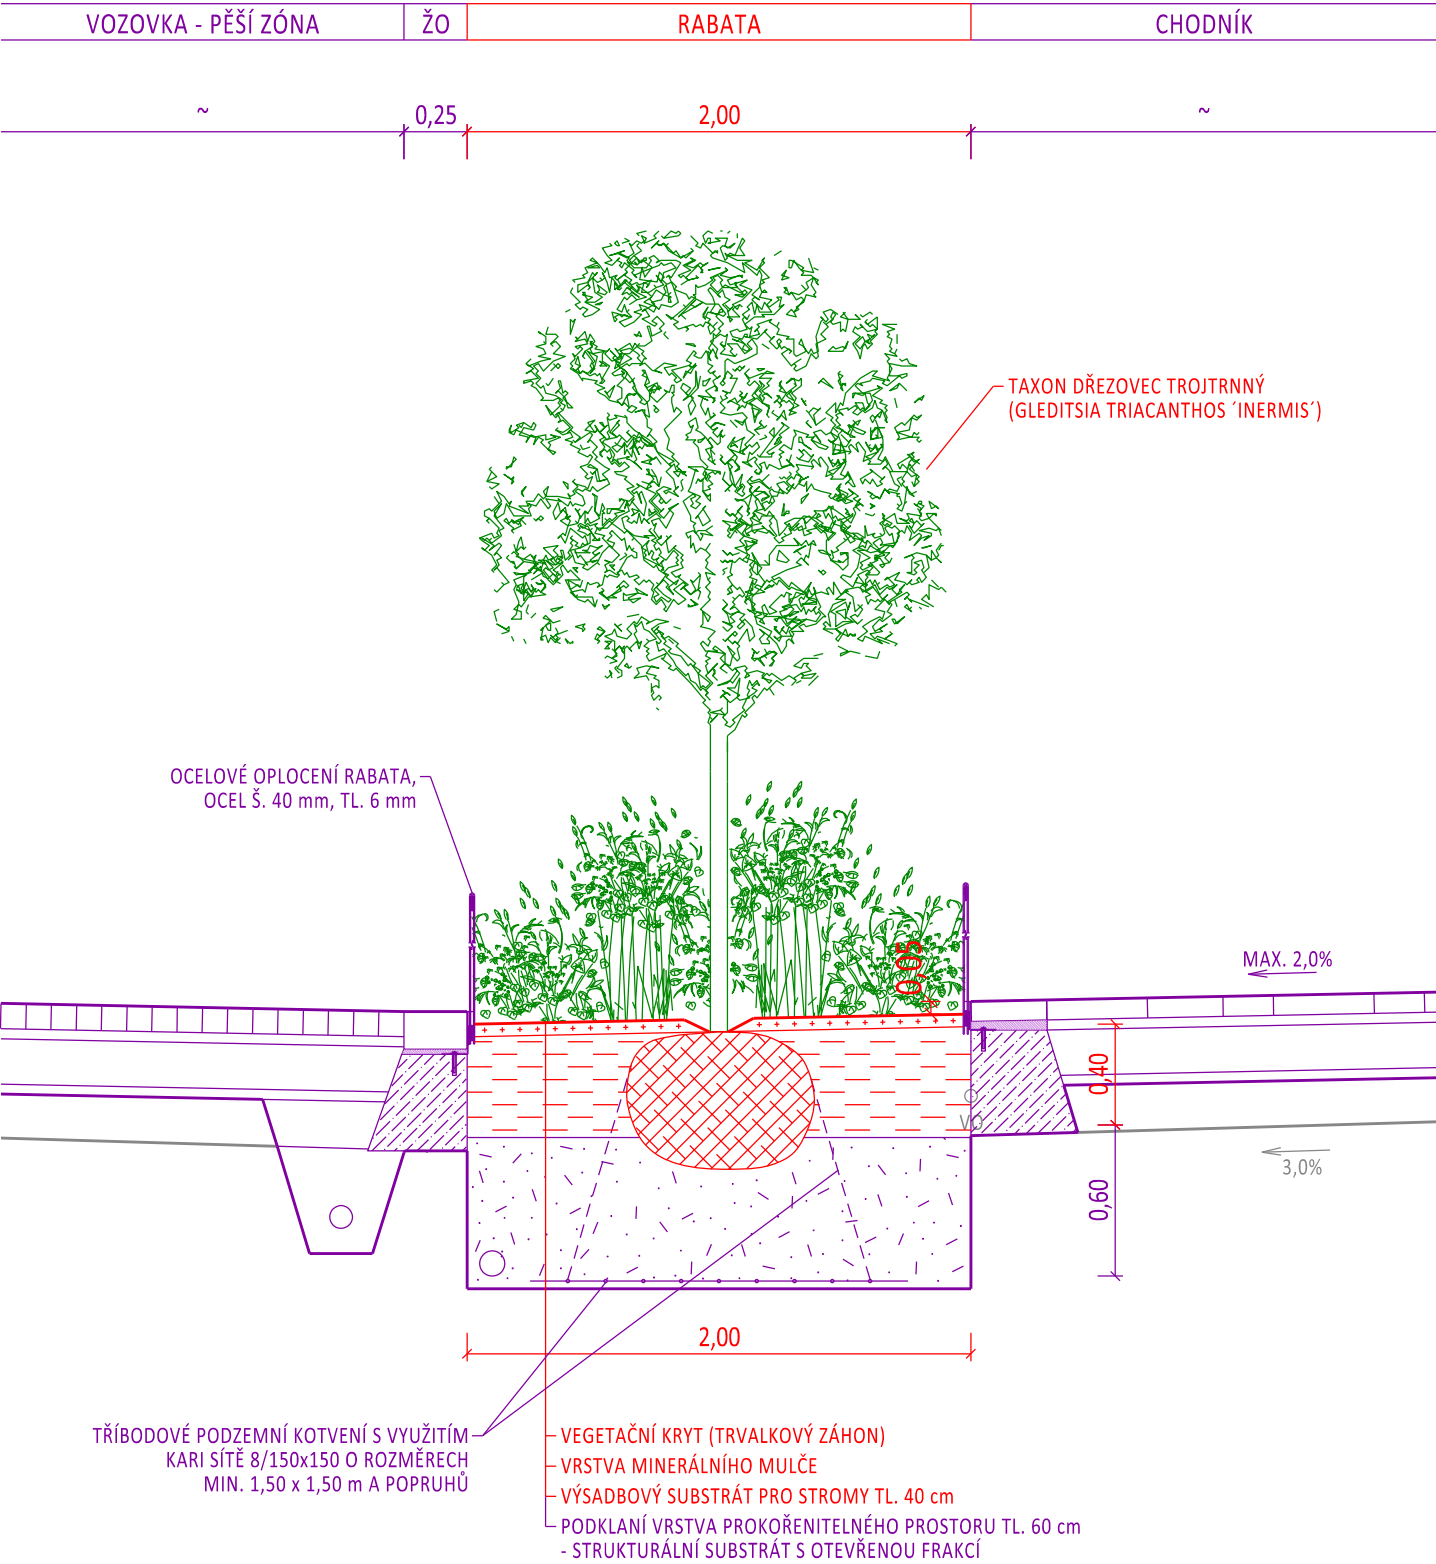 VOZOVKA - PĚŠÍ ZÓNA
ŽO
RABATA
CHODNÍK
~
0,25
2,00
~
TAXON DŘEZOVEC TROJTRNNÝ
(GLEDITSIA TRIACANTHOS ´INERMIS´)
OCELOVÉ OPLOCENÍ RABATA,
OCEL Š. 40 mm, TL. 6 mm
0,05
MAX. 2,0%
0,40
VO
3,0%
0,60
2,00
TŘÍBODOVÉ PODZEMNÍ KOTVENÍ S VYUŽITÍM
KARI SÍTĚ 8/150x150 O ROZMĚRECH
MIN. 1,50 x 1,50 m A POPRUHŮ
VEGETAČNÍ KRYT (TRVALKOVÝ ZÁHON)
VRSTVA MINERÁLNÍHO MULČE
VÝSADBOVÝ SUBSTRÁT PRO STROMY TL. 40 cm
PODKLANÍ VRSTVA PROKOŘENITELNÉHO PROSTORU TL. 60 cm
- STRUKTURÁLNÍ SUBSTRÁT S OTEVŘENOU FRAKCÍ